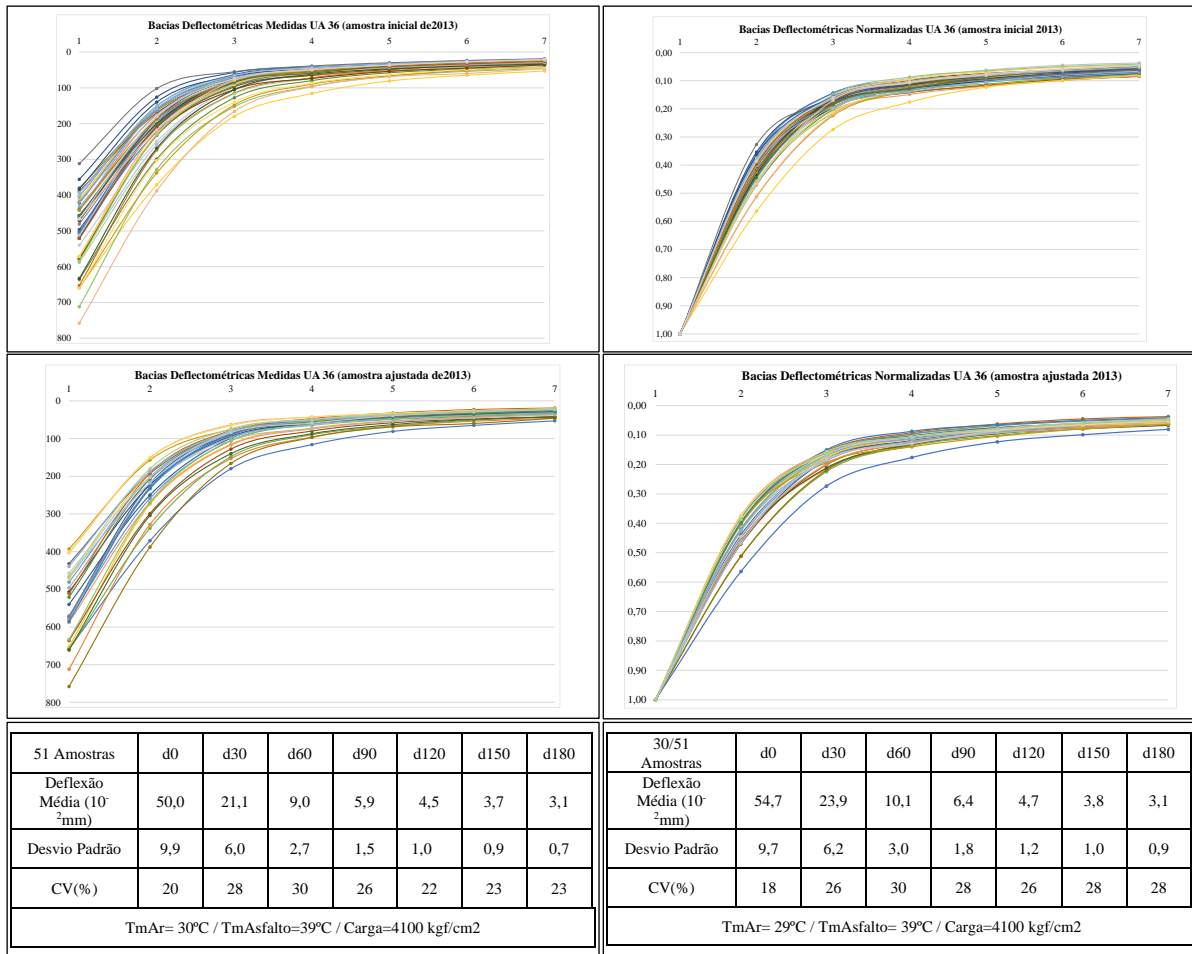 Bacias Deflectométricas Medidas UA 36 (amostra inicial de2013)
1 2 3 4 5 6 7
0
100
200
300
400
500
600
700
800
Bacias Deflectométricas Normalizadas UA 36 (amostra inicial 2013)
1 2 3 4 5 6 7
0,00
0,10
0,20
0,30
0,40
0,50
0,60
0,70
0,80
0,90
1,00
Bacias Deflectométricas Medidas UA 36 (amostra ajustada de2013)
1 2 3 4 5 6 7
0
100
200
300
400
500
600
700
800
Bacias Deflectométricas Normalizadas UA 36 (amostra ajustada 2013)
1 2 3 4 5 6 7
0,00
0,10
0,20
0,30
0,40
0,50
0,60
0,70
0,80
0,90
1,00
51 Amostras d0 d30 d60 d90 d120 d150 d180
Deflexão
Média (10-
2mm) 50,0 21,1 9,0 5,9 4,5 3,7 3,1
Desvio Padrão 9,9 6,0 2,7 1,5 1,0 0,9 0,7
CV(%) 20 28 30 26 22 23 23
TmAr= 30ºC / TmAsfalto=39ºC / Carga=4100 kgf/cm2
30/51
Amostras d0 d30 d60 d90 d120 d150 d180
Deflexão
Média (10-
2mm) 54,7 23,9 10,1 6,4 4,7 3,8 3,1
Desvio Padrão 9,7 6,2 3,0 1,8 1,2 1,0 0,9
CV(%) 18 26 30 28 26 28 28
TmAr= 29ºC / TmAsfalto= 39ºC / Carga=4100 kgf/cm2